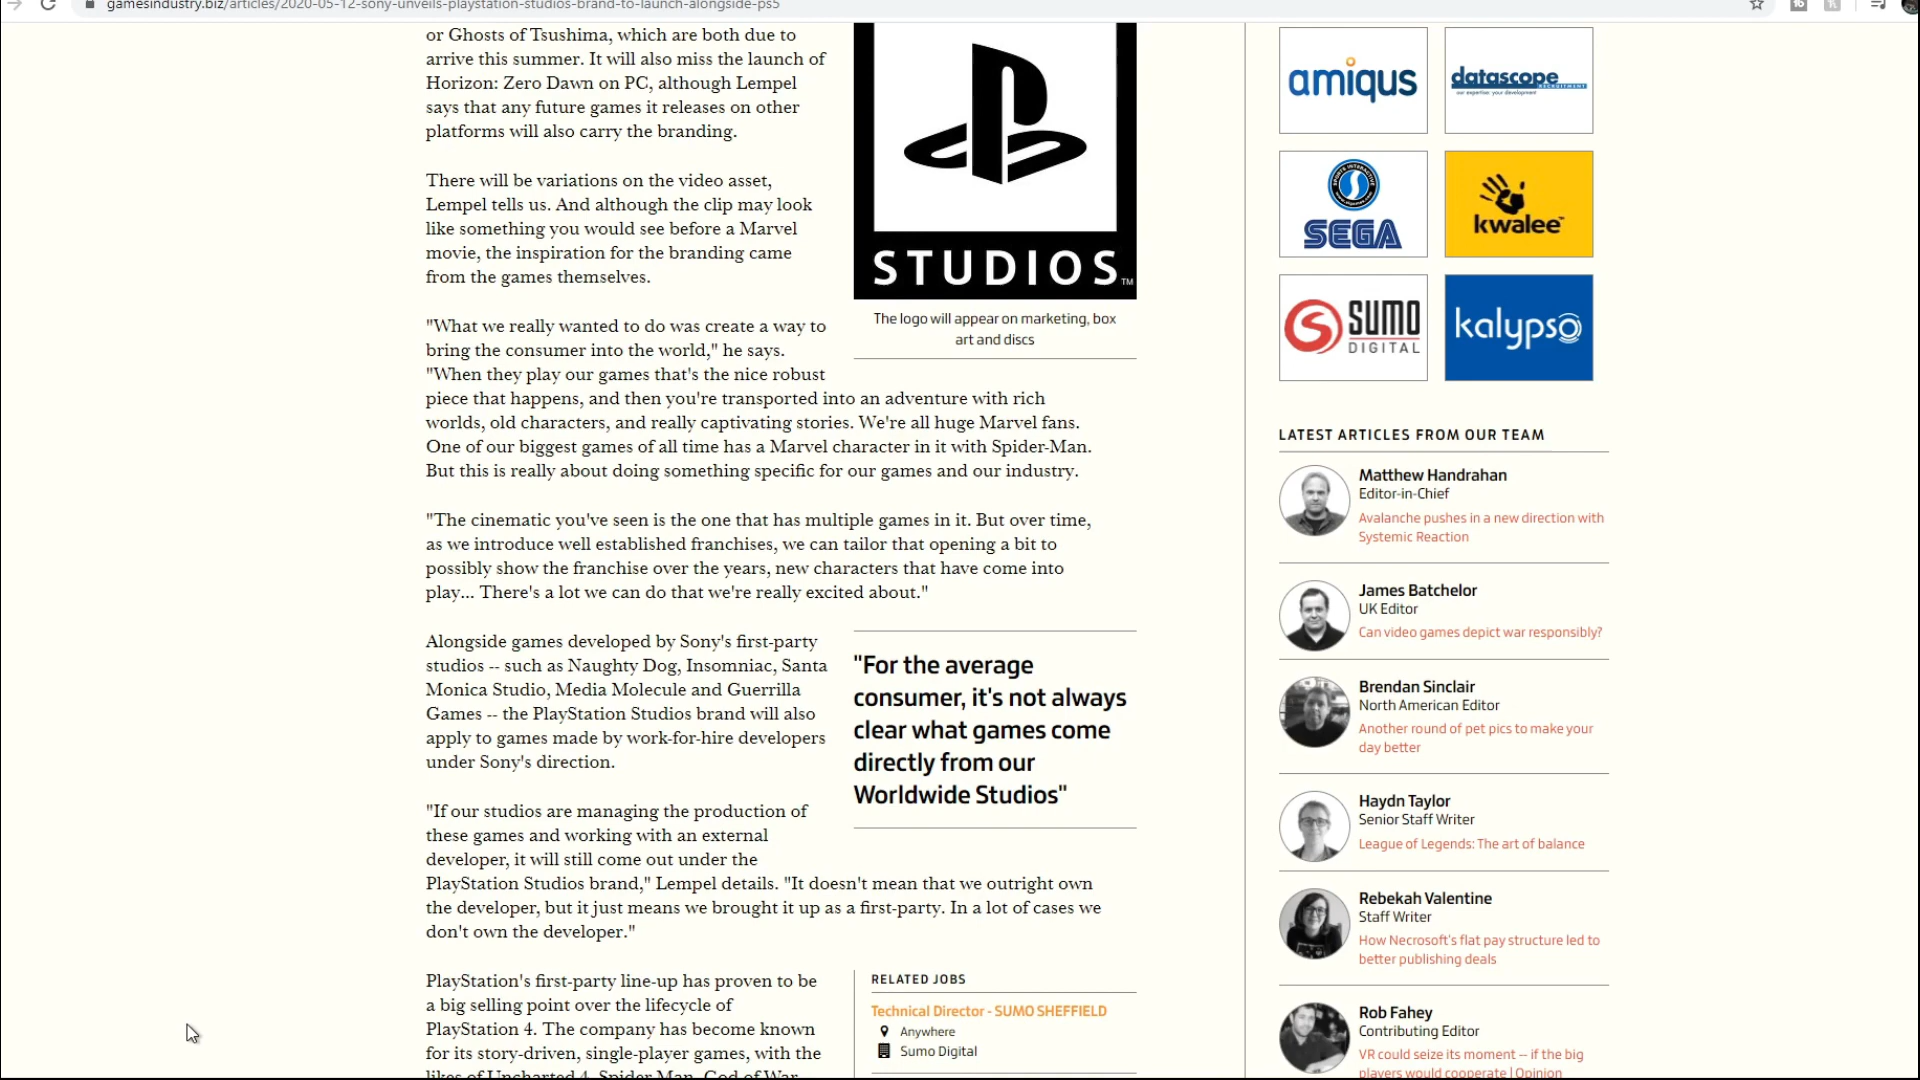 gamesindustry.biz/articles/2020-05-12-sony-unveils-playstation-studios-brand-to-launch-alongside-ps5
or Ghosts of Tsushima, which are both due to
arrive this summer. It will also miss the launch of
Horizon: Zero Dawn on PC, although Lempel
says that any future games it releases on other
platforms will also carry the branding.
There will be variations on the video asset,
Lempel tells us. And although the clip may look
like something you would see before a Marvel
movie, the inspiration for the branding came
from the games themselves.
"What we really wanted to do was create a way to
bring the consumer into the world," he says.
"When they play our games that's the nice robust
piece that happens, and then you're transported into an adventure with rich
worlds, old characters, and really captivating stories. We're all huge Marvel fans.
One of our biggest games of all time has a Marvel character in it with Spider-Man.
But this is really about doing something specific for our games and our industry.
"The cinematic you've seen is the one that has multiple games in it. But over time,
as we introduce well established franchises, we can tailor that opening a bit to
possibly show the franchise over the years, new characters that have come into
play... There's a lot we can do that we're really excited about."
Alongside games developed by Sony's first-party
studios -- such as Naughty Dog, Insomniac, Santa
Monica Studio, Media Molecule and Guerrilla
Games -- the PlayStation Studios brand will also
apply to games made by work-for-hire developers
under Sony's direction.
"If our studios are managing the production of
these games and working with an external
developer, it will still come out under the
PlayStation Studios brand," Lempel details. "It doesn't mean that we outright own
the developer, but it just means we brought it up as a first-party. In a lot of cases we
don't own the developer."
PlayStation's first-party line-up has proven to be
a big selling point over the lifecycle of
PlayStation 4. The company has become known
for its story-driven, single-player games, with the
likes of Uncharted 4, Spider-Man, God of War
STUDIOS™
The logo will appear on marketing, box
art and discs
"For the average
consumer, it's not always
clear what games come
directly from our
Worldwide Studios"
RELATED JOBS
Technical Director - SUMO SHEFFIELD
Anywhere
Sumo Digital
amiqus
datascope
RECRUITMENT
our expertise. your development
SEGA
kwalee™
SUMO
DIGITAL
kalypso
LATEST ARTICLES FROM OUR TEAM
Matthew Handrahan
Editor-in-Chief
Avalanche pushes in a new direction with
Systemic Reaction
James Batchelor
UK Editor
Can video games depict war responsibly?
Brendan Sinclair
North American Editor
Another round of pet pics to make your
day better
Haydn Taylor
Senior Staff Writer
League of Legends: The art of balance
Rebekah Valentine
Staff Writer
How Necrosoft's flat pay structure led to
better publishing deals
Rob Fahey
Contributing Editor
VR could seize its moment -- if the big
players would cooperate | Opinion